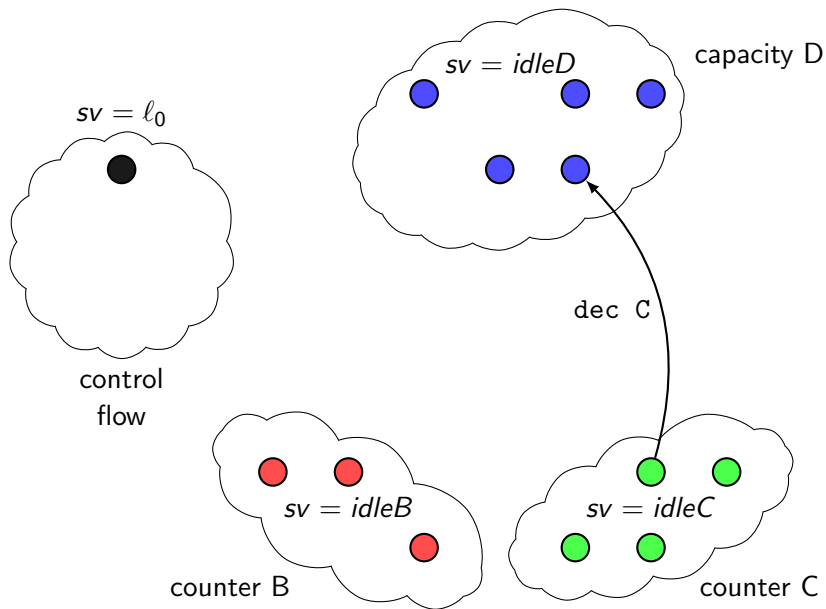 capacity D
sv = idleD
sv = ℓ₀
dec C
control
flow
sv = idleB
sv = idleC
counter B
counter C